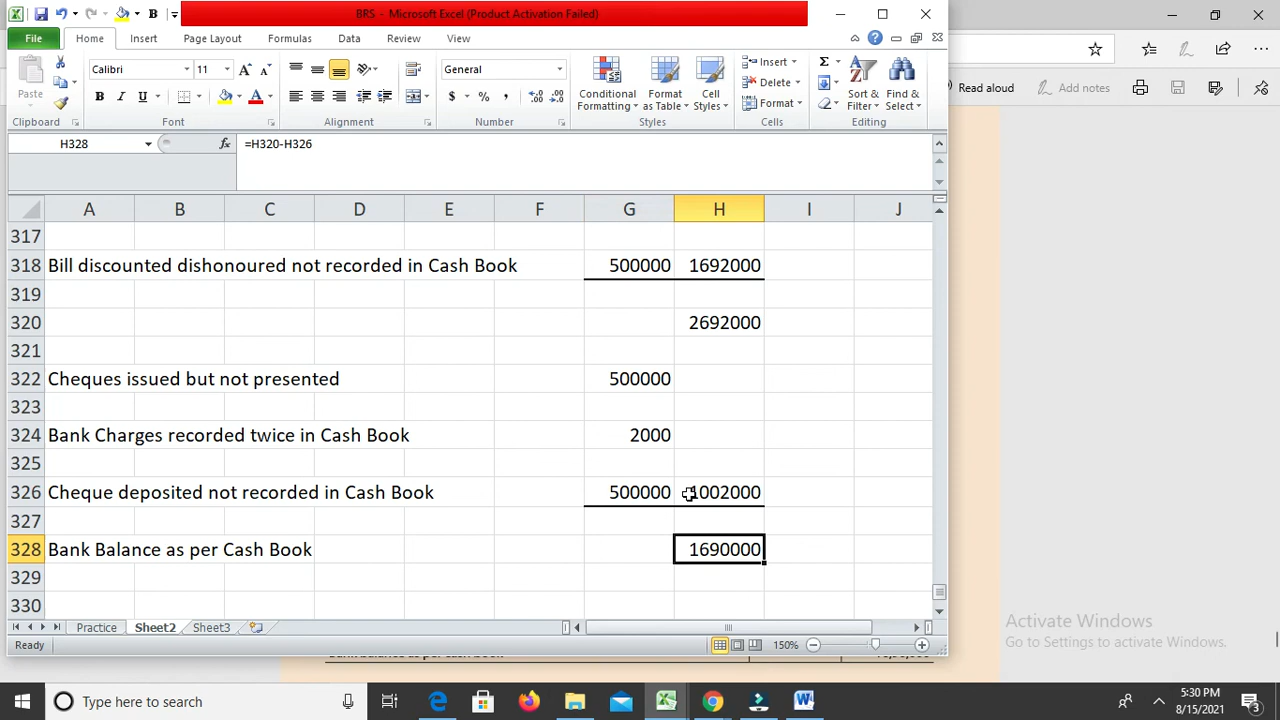 BRS - Microsoft Excel (Product Activation Failed)
File Home Insert Page Layout Formulas Data Review View
Paste
Calibri 11
B I U
General
$ % ,
Conditional Formatting
Format as Table
Cell Styles
Insert
Delete
Format
Sort & Filter
Find & Select
Clipboard Font Alignment Number Styles Cells Editing
Read aloud Add notes
H328 fx =H320-H326
A B C D E F G H I J
317
318 Bill discounted dishonoured not recorded in Cash Book 500000 1692000
319
320 2692000
321
322 Cheques issued but not presented 500000
323
324 Bank Charges recorded twice in Cash Book 2000
325
326 Cheque deposited not recorded in Cash Book 500000 1002000
327
328 Bank Balance as per Cash Book 1690000
329
330
Practice Sheet2 Sheet3
Ready 150%
Activate Windows
Go to Settings to activate Windows.
Type here to search
5:30 PM
8/15/2021
3